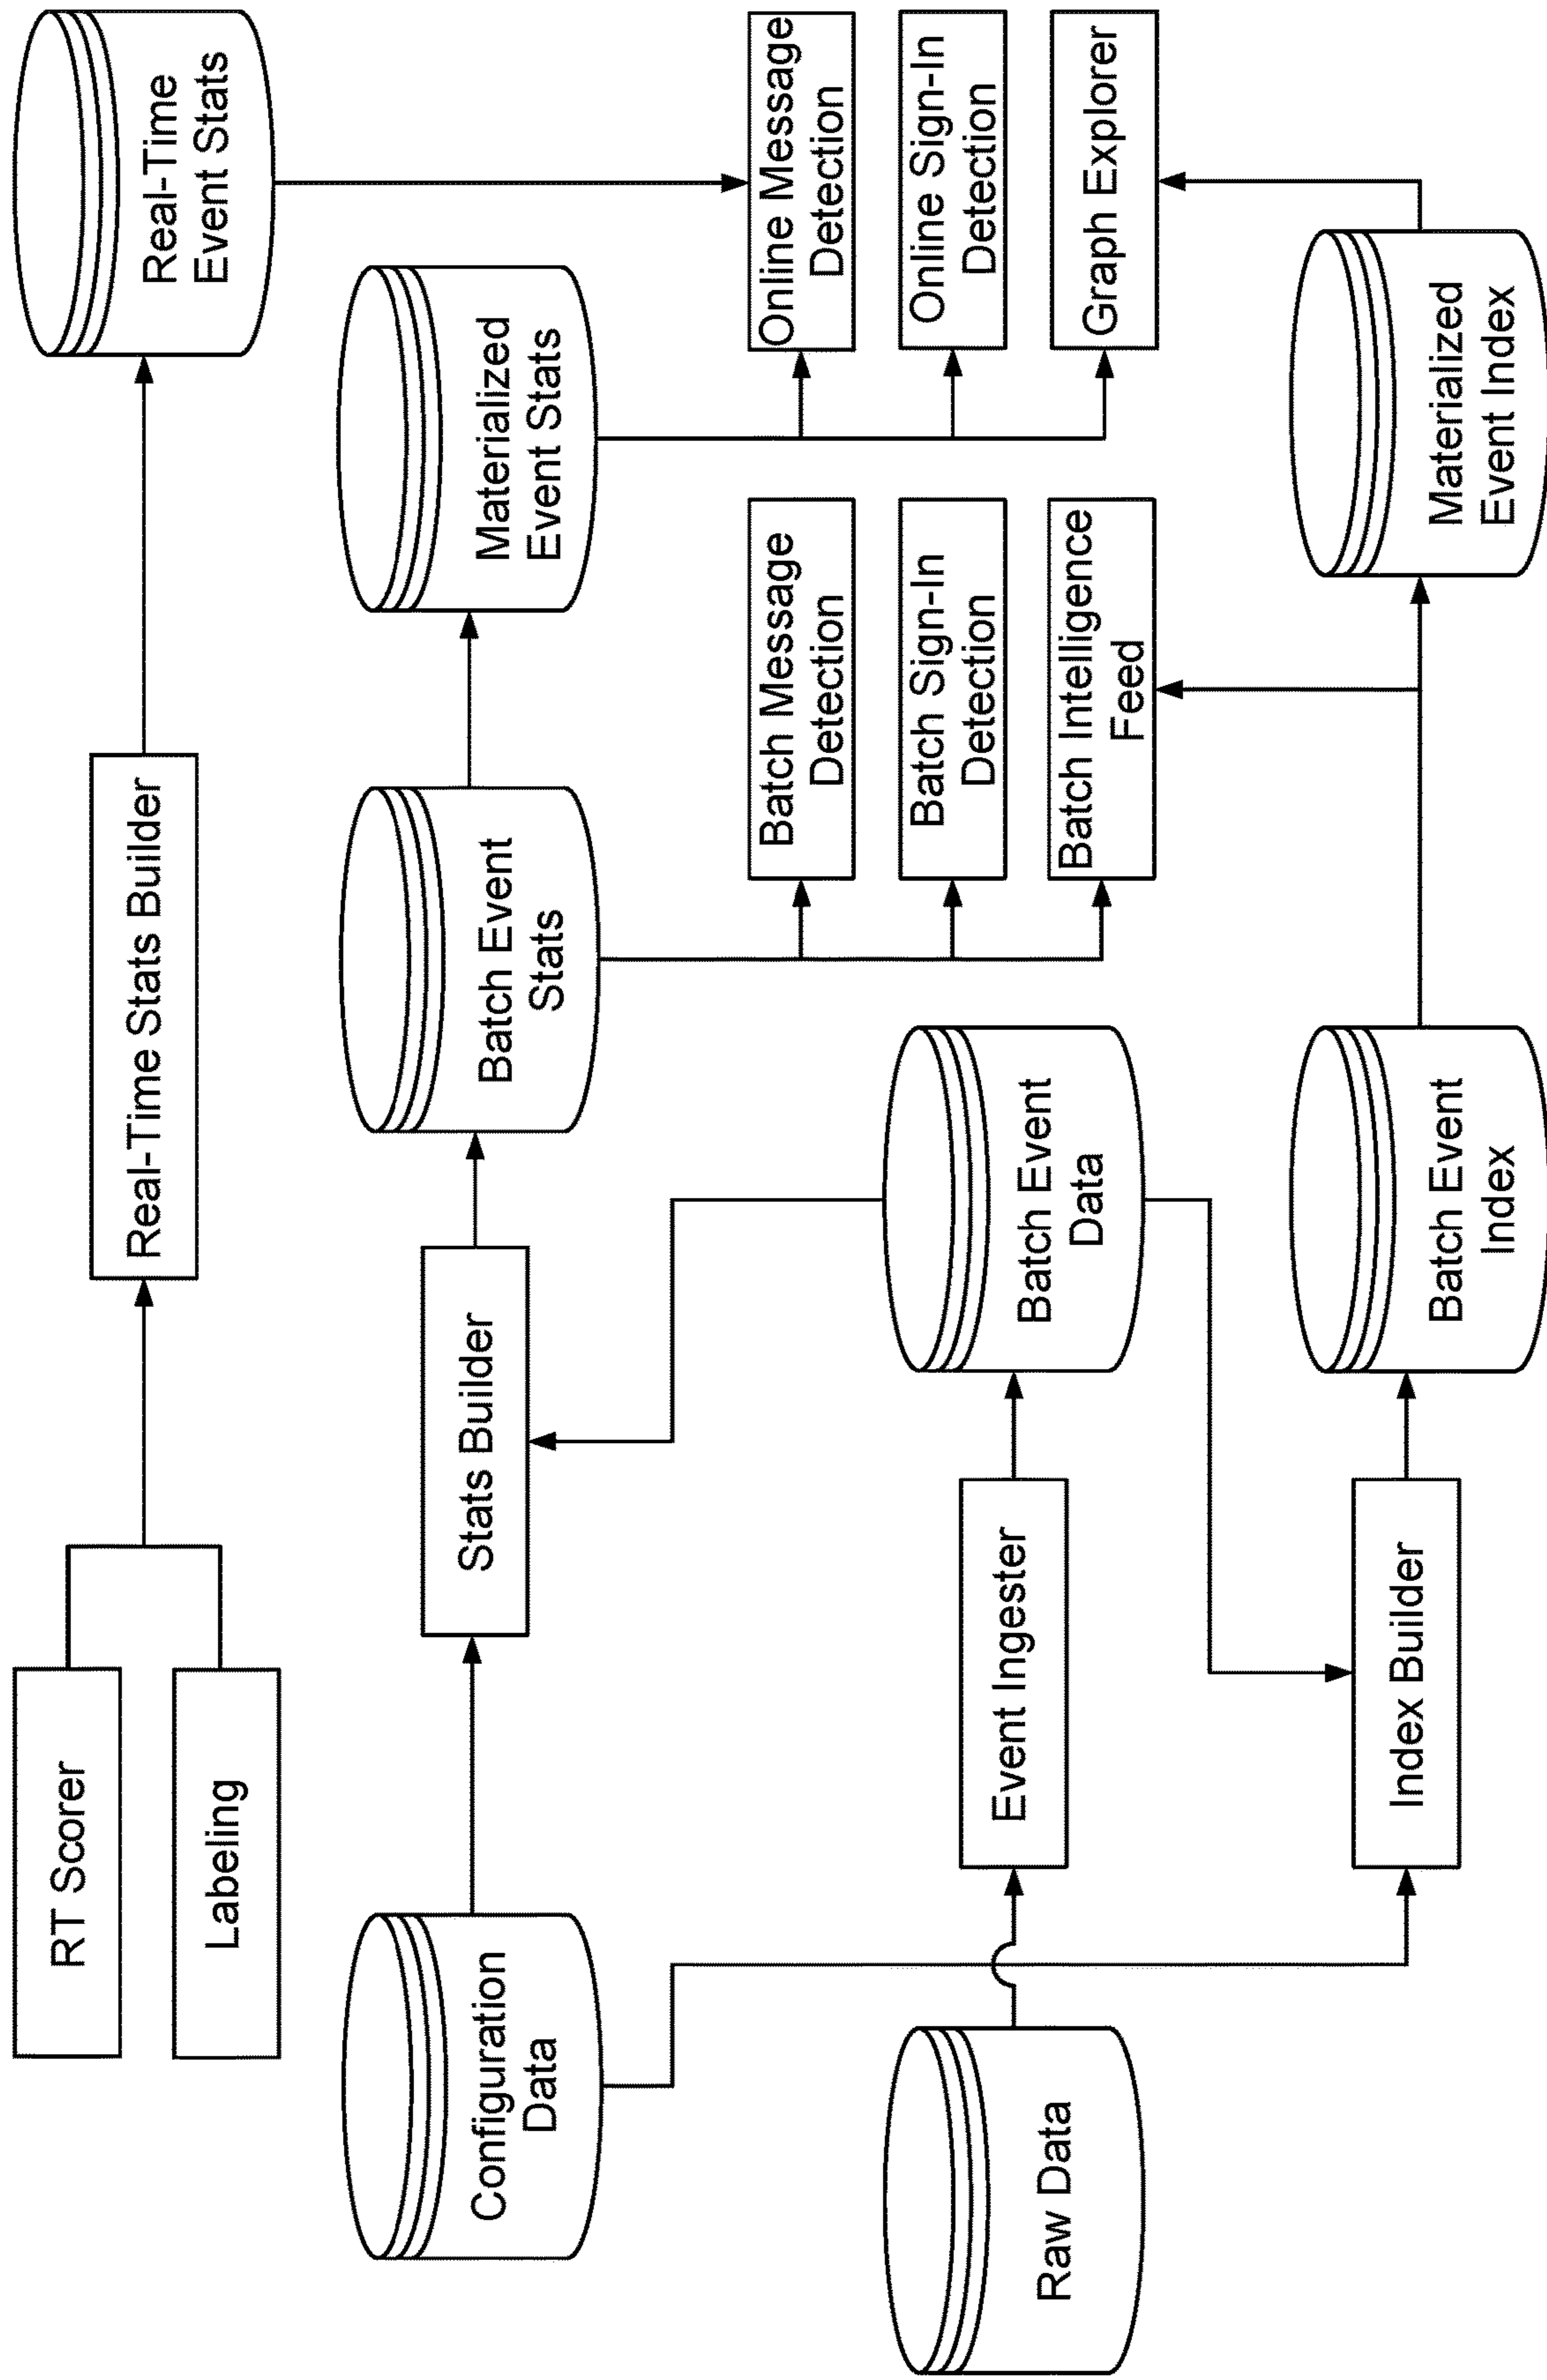 RT Scorer
Labeling
Real-Time Stats Builder
Real-Time
Event Stats
Configuration
Data
Stats Builder
Batch Event
Stats
Materialized
Event Stats
Batch Message
Detection
Online Message
Detection
Batch Sign-In
Detection
Online Sign-In
Detection
Batch Intelligence
Feed
Graph Explorer
Raw Data
Event Ingester
Batch Event
Data
Index Builder
Batch Event
Index
Materialized
Event Index